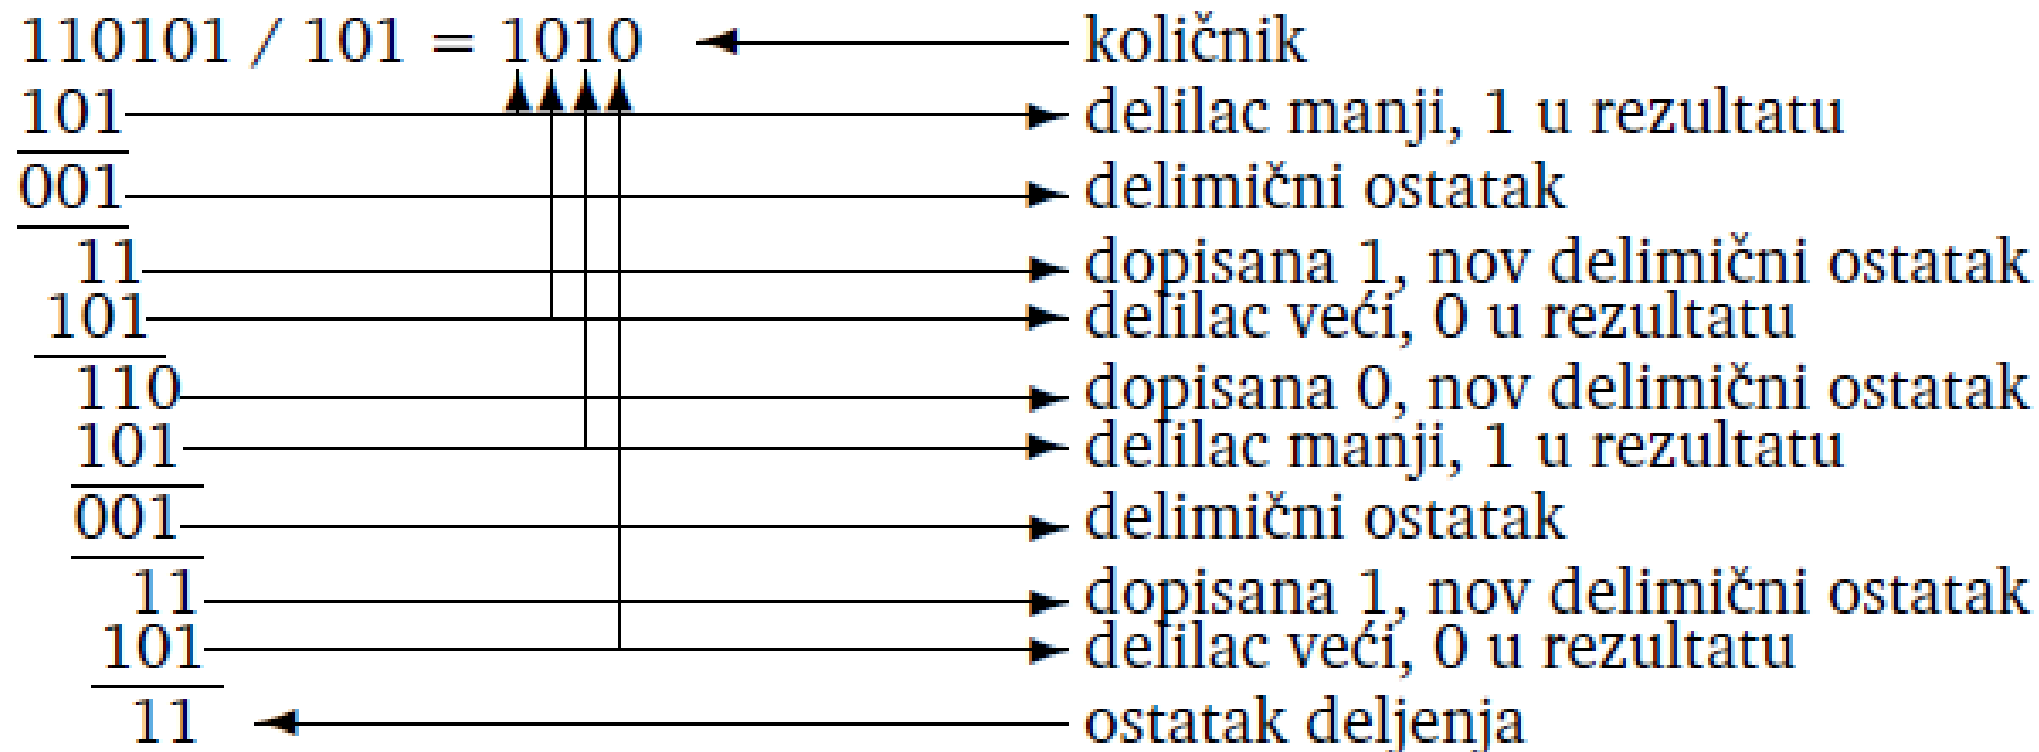 110101 / 101 = 1010 količnik
101 delilac manji, 1 u rezultatu
001 delimični ostatak
11 dopisana 1, nov delimični ostatak
101 delilac veći, 0 u rezultatu
110 dopisana 0, nov delimični ostatak
101 delilac manji, 1 u rezultatu
001 delimični ostatak
11 dopisana 1, nov delimični ostatak
101 delilac veći, 0 u rezultatu
11 ostatak deljenja